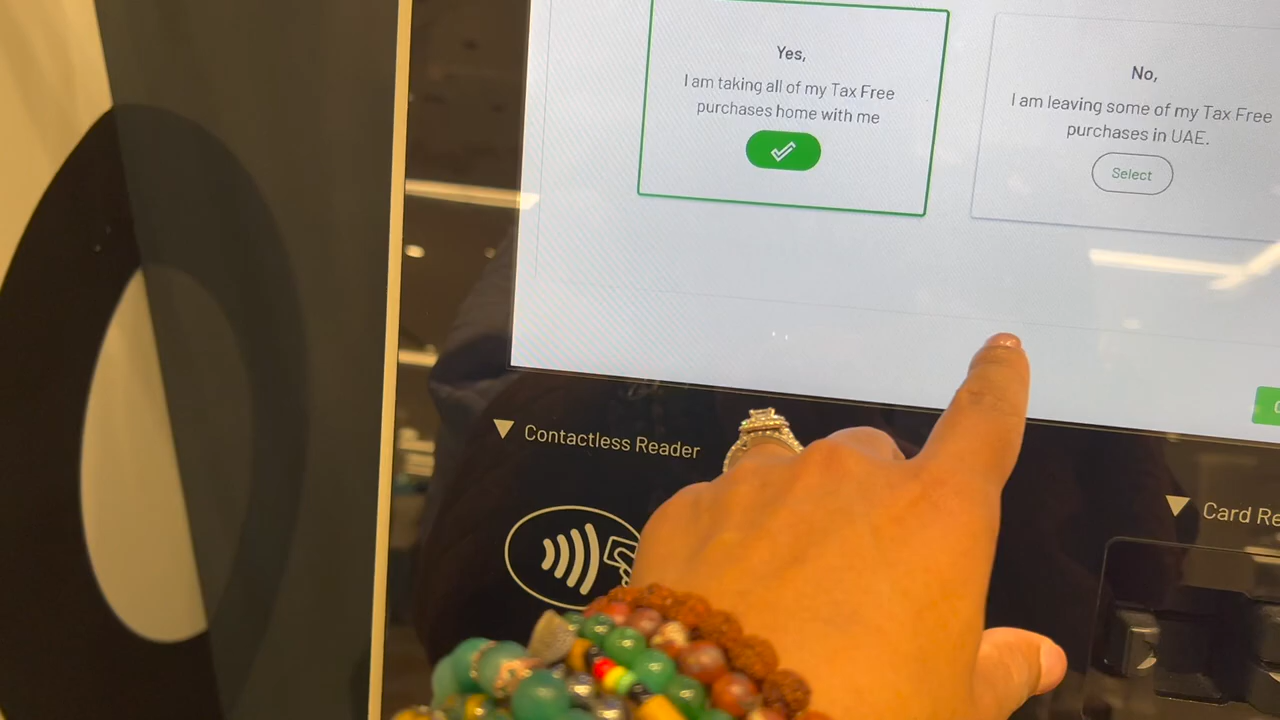 Yes,
I am taking all of my Tax Free
purchases home with me
No,
I am leaving some of my Tax Free
purchases in UAE.
Select
Contactless Reader
Card